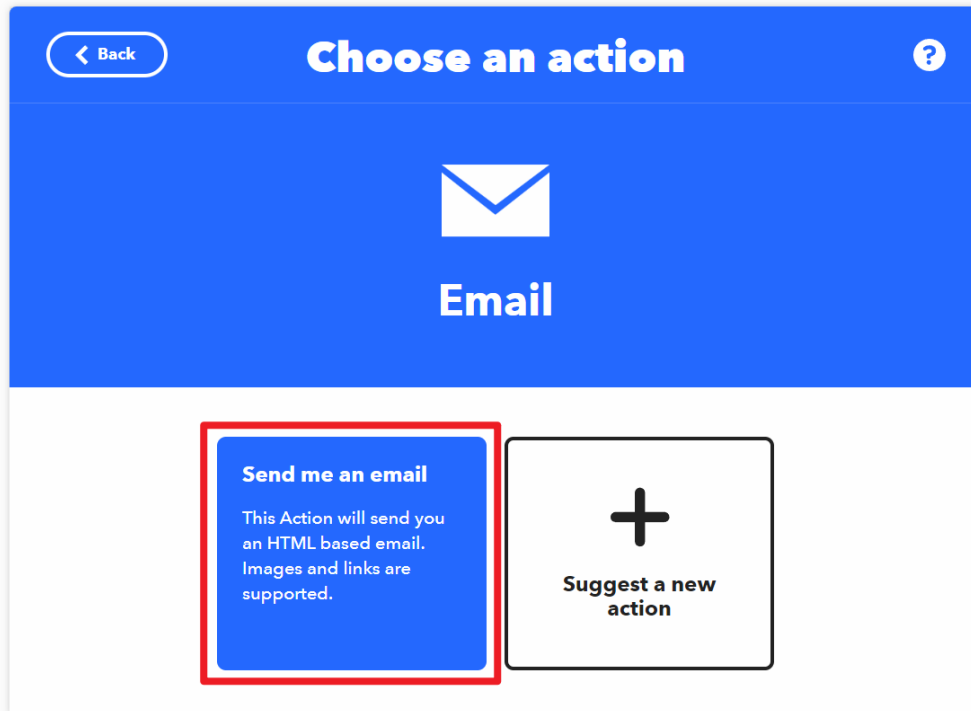 Back
Choose an action
?
Email
Send me an email
This Action will send you
an HTML based email.
Images and links are
supported.
Suggest a new
action